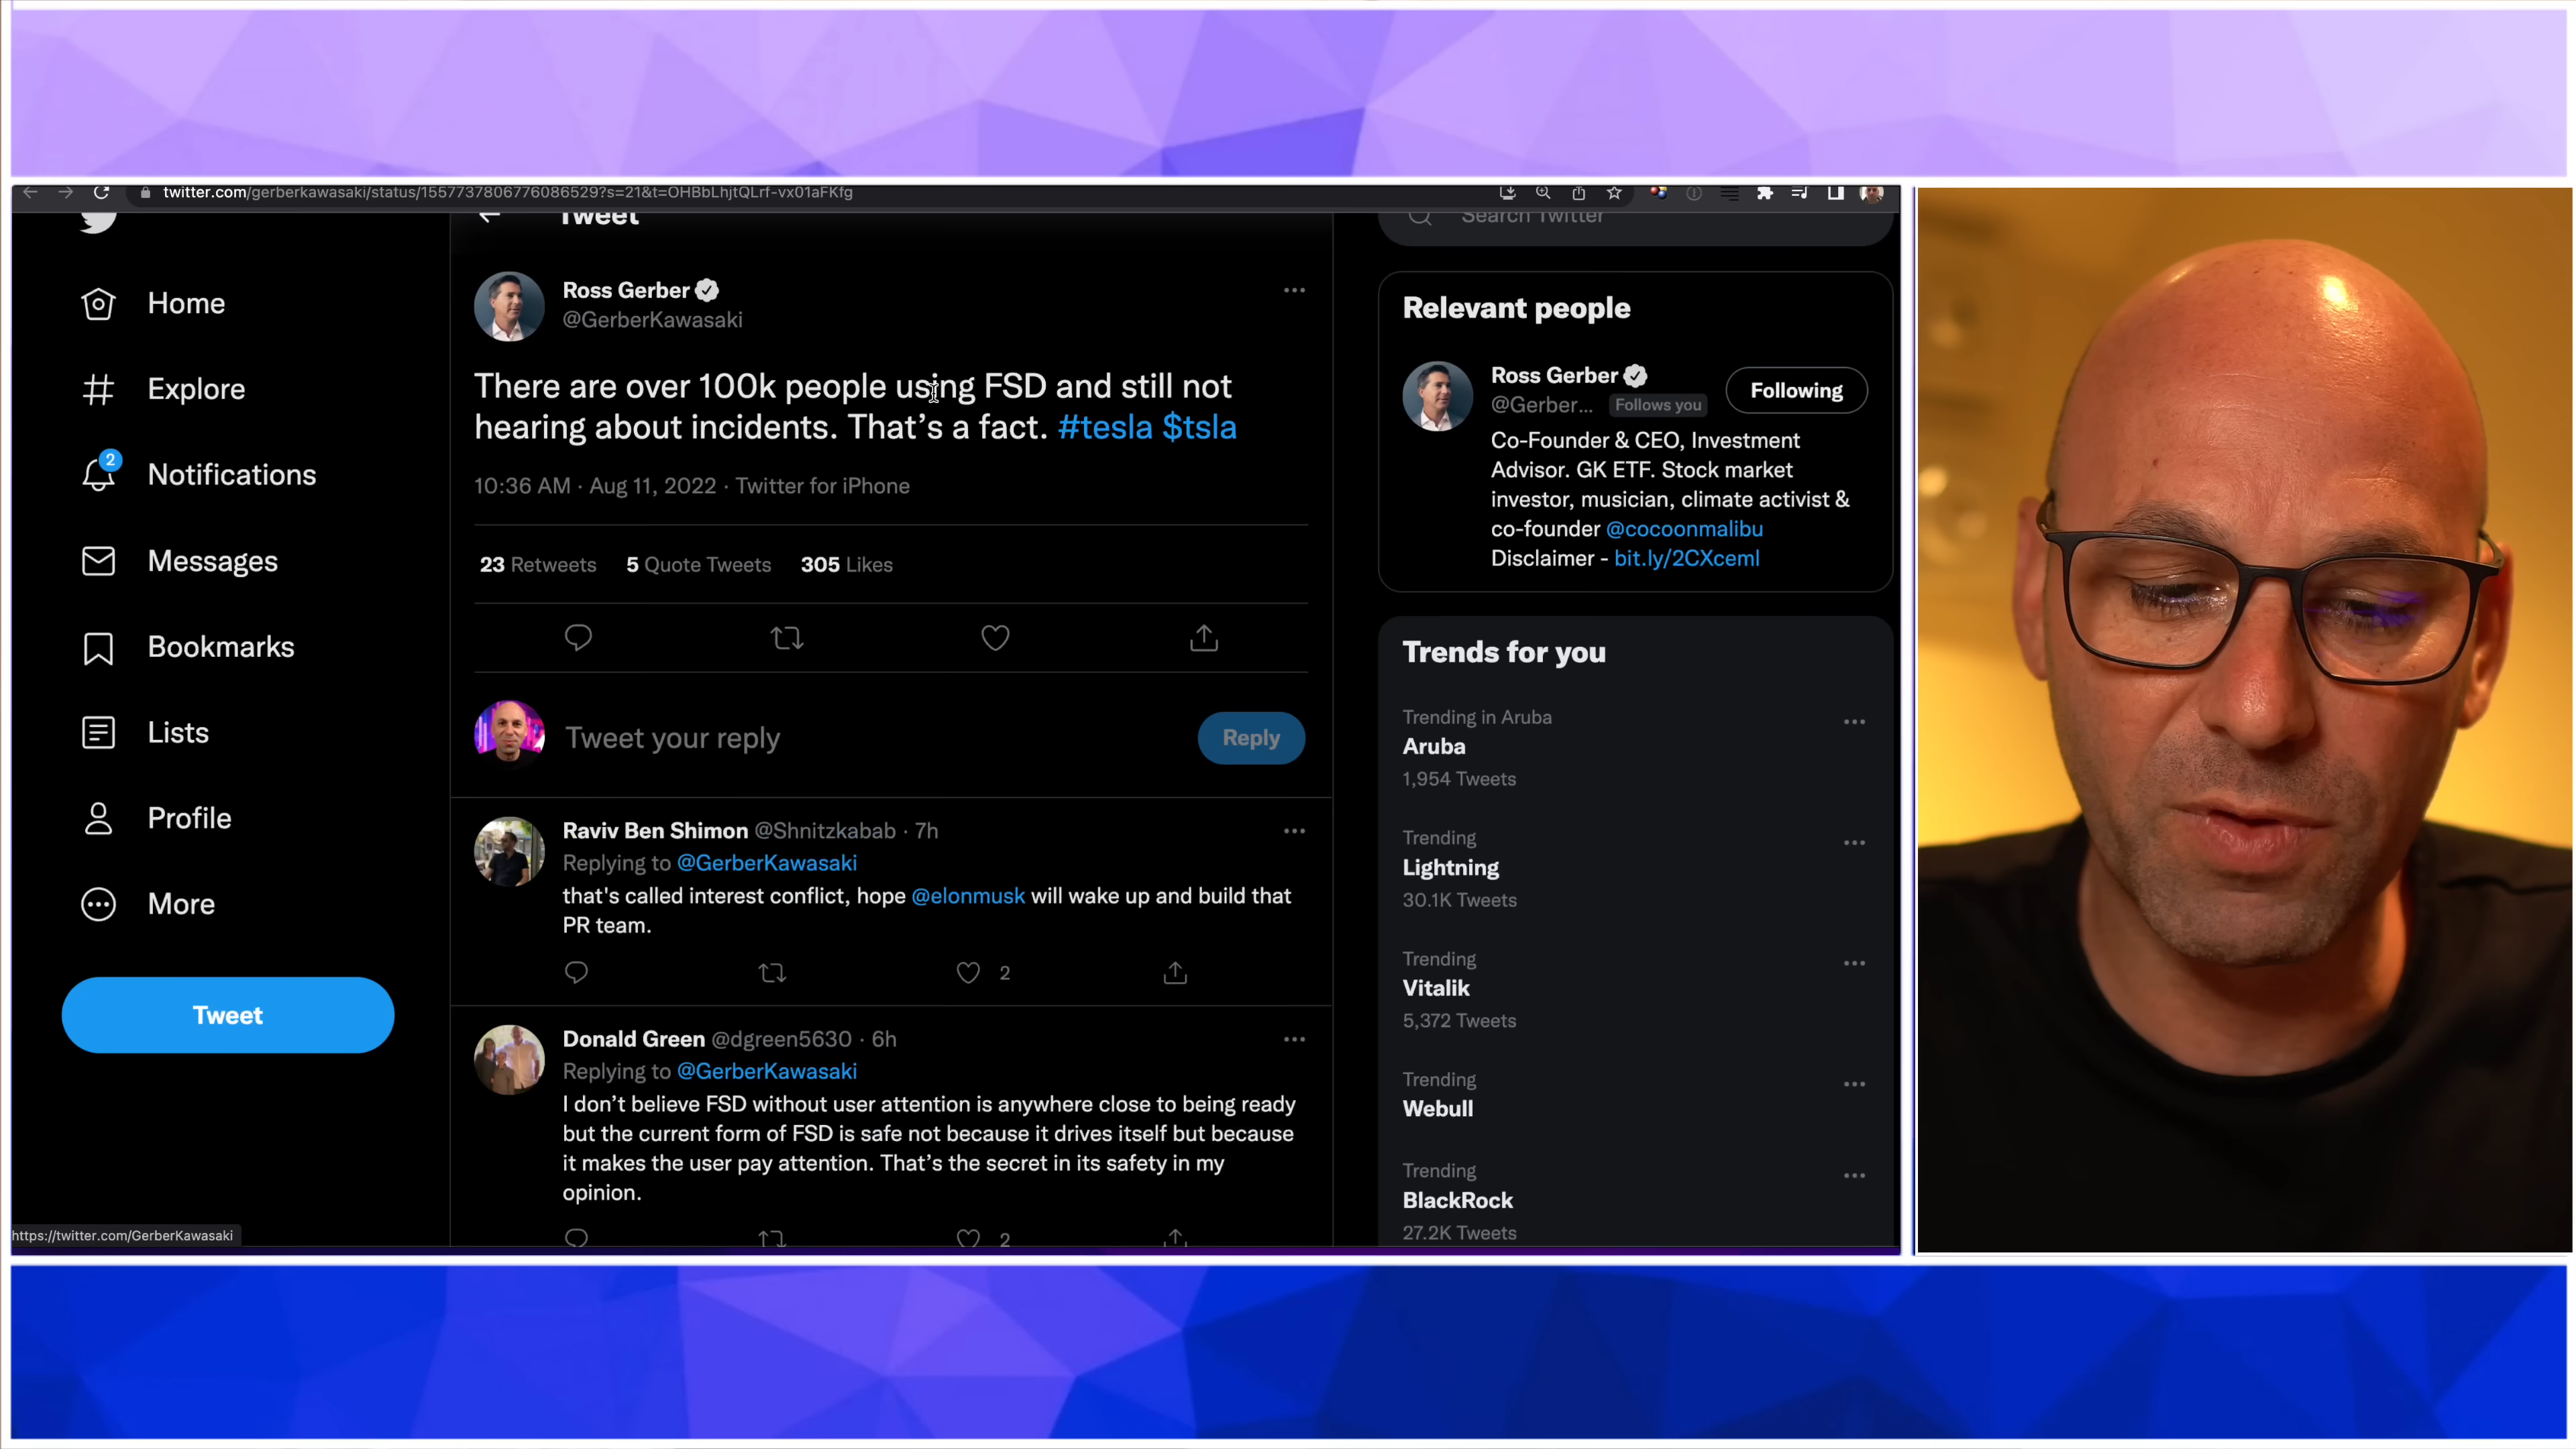 twitter.com/gerberkawasaki/status/1557737806776086529?s=21&t=OHBbLhjtQLrf-vx01aFKfg
Home
Explore
2
Notifications
Messages
Bookmarks
Lists
Profile
More
Tweet
https://twitter.com/GerberKawasaki
Tweet
Ross Gerber
@GerberKawasaki
There are over 100k people using FSD and still not
hearing about incidents. That's a fact. #tesla $tsla
10:36 AM · Aug 11, 2022 · Twitter for iPhone
23 Retweets 5 Quote Tweets 305 Likes
Tweet your reply
Reply
Raviv Ben Shimon @Shnitzkabab · 7h
Replying to @GerberKawasaki
that's called interest conflict, hope @elonmusk will wake up and build that
PR team.
2
Donald Green @dgreen5630 · 6h
Replying to @GerberKawasaki
I don't believe FSD without user attention is anywhere close to being ready
but the current form of FSD is safe not because it drives itself but because
it makes the user pay attention. That's the secret in its safety in my
opinion.
2
Search Twitter
Relevant people
Ross Gerber
@Gerber... Follows you
Following
Co-Founder & CEO, Investment
Advisor. GK ETF. Stock market
investor, musician, climate activist &
co-founder @cocoonmalibu
Disclaimer - bit.ly/2CXceml
Trends for you
Trending in Aruba
Aruba
1,954 Tweets
Trending
Lightning
30.1K Tweets
Trending
Vitalik
5,372 Tweets
Trending
Webull
Trending
BlackRock
27.2K Tweets